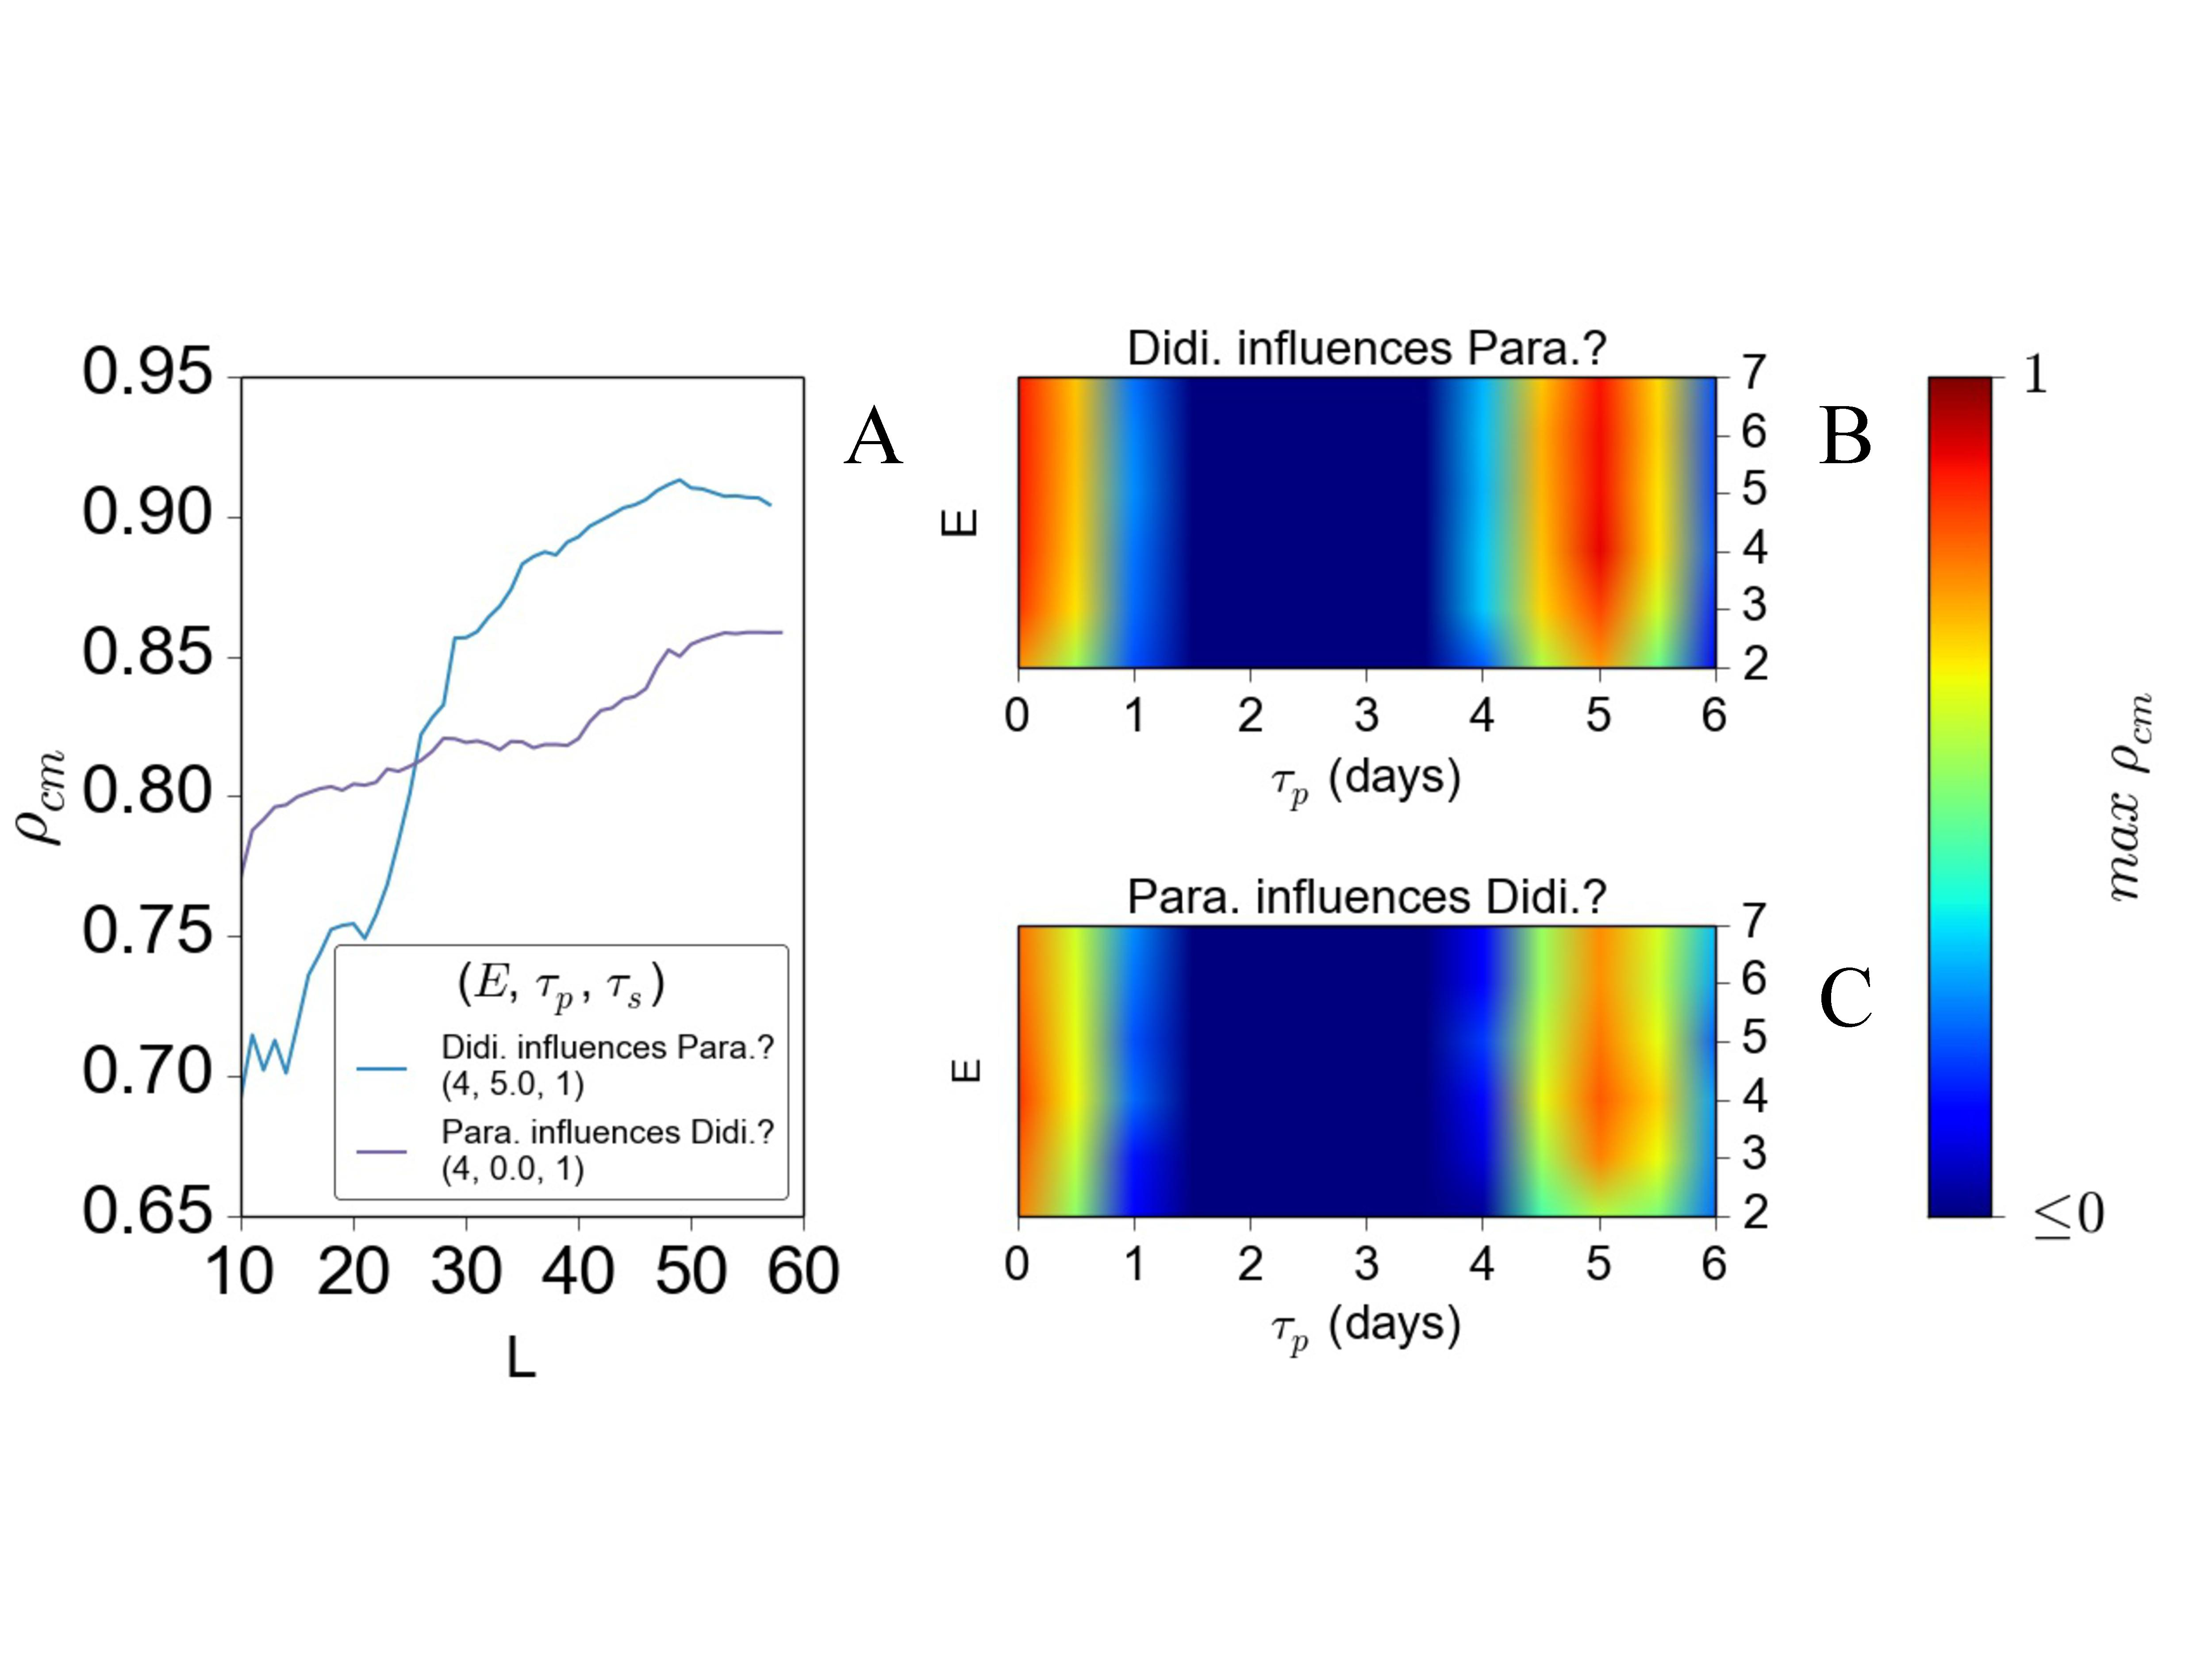 0.95
0.90
0.85
0.80
0.75
0.70
0.65
ρcm
10 20 30 40 50 60
L
(E, τp, τs)
Didi. influences Para.?
(4, 5.0, 1)
Para. influences Didi.?
(4, 0.0, 1)
A
Didi. influences Para.?
E
7
6
5
4
3
2
0 1 2 3 4 5 6
τp (days)
B
Para. influences Didi.?
E
7
6
5
4
3
2
0 1 2 3 4 5 6
τp (days)
C
1
≤0
max ρcm